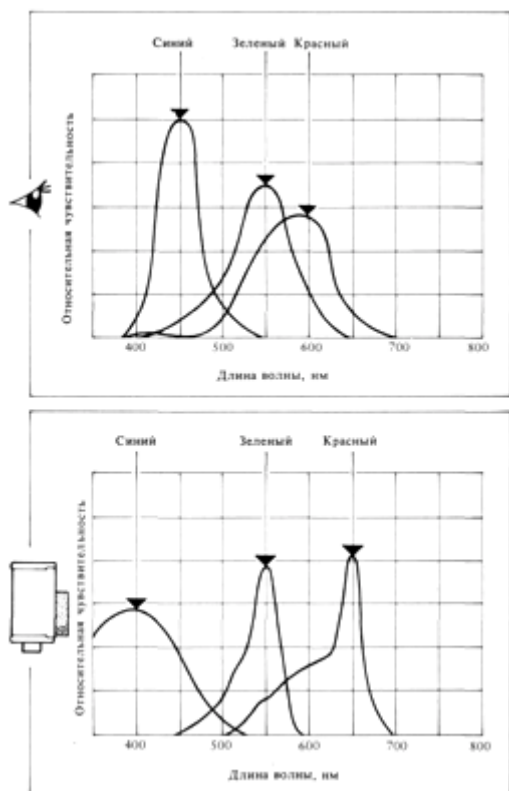 Синий Зеленый Красный
Относительная чувствительность
400 500 600 700 800
Длина волны, нм
Синий Зеленый Красный
Относительная чувствительность
400 500 600 700 800
Длина волны, нм